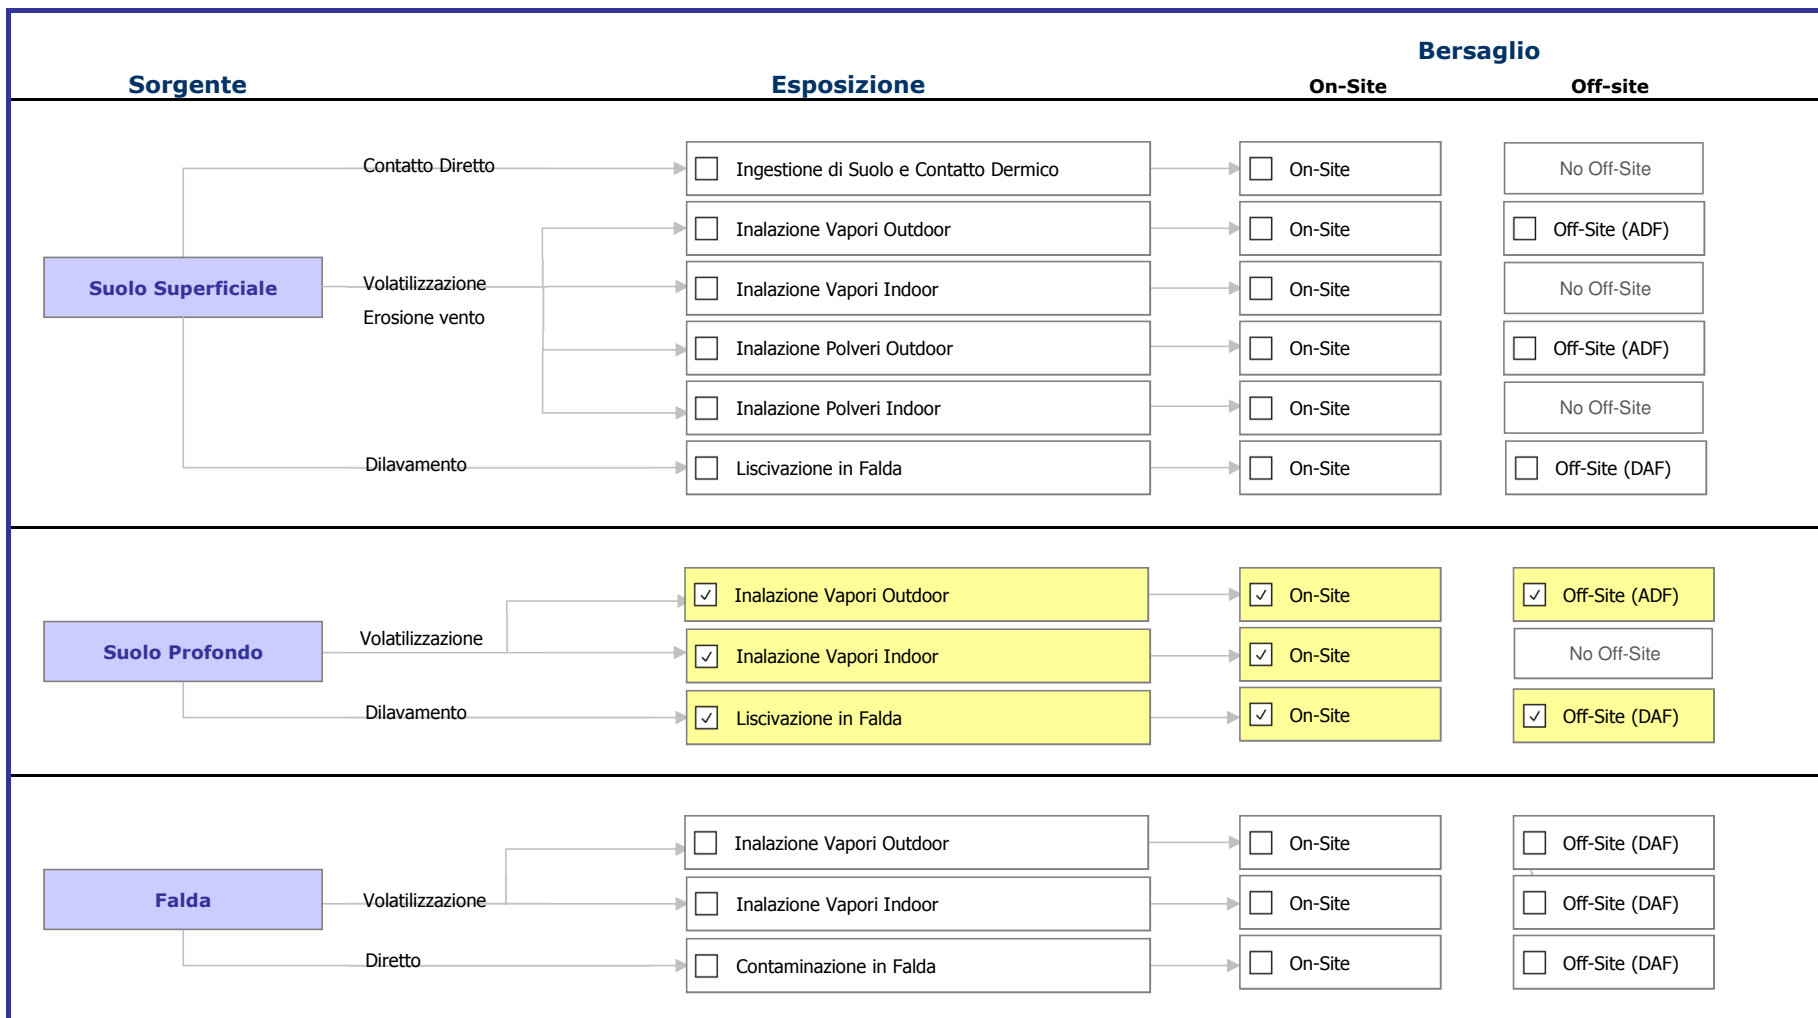 Bersaglio
Sorgente Esposizione On-Site Off-site
Contatto Diretto Ingestione di Suolo e Contatto Dermico On-Site No Off-Site
Inalazione Vapori Outdoor On-Site Off-Site (ADF)
Suolo Superficiale Volatilizzazione Inalazione Vapori Indoor On-Site No Off-Site
Erosione vento
Inalazione Polveri Outdoor On-Site Off-Site (ADF)
Inalazione Polveri Indoor On-Site No Off-Site
Dilavamento Liscivazione in Falda On-Site Off-Site (DAF)
Inalazione Vapori Outdoor On-Site Off-Site (ADF)
Suolo Profondo Volatilizzazione Inalazione Vapori Indoor On-Site No Off-Site
Dilavamento Liscivazione in Falda On-Site Off-Site (DAF)
Inalazione Vapori Outdoor On-Site Off-Site (DAF)
Falda Volatilizzazione Inalazione Vapori Indoor On-Site Off-Site (DAF)
Diretto Contaminazione in Falda On-Site Off-Site (DAF)